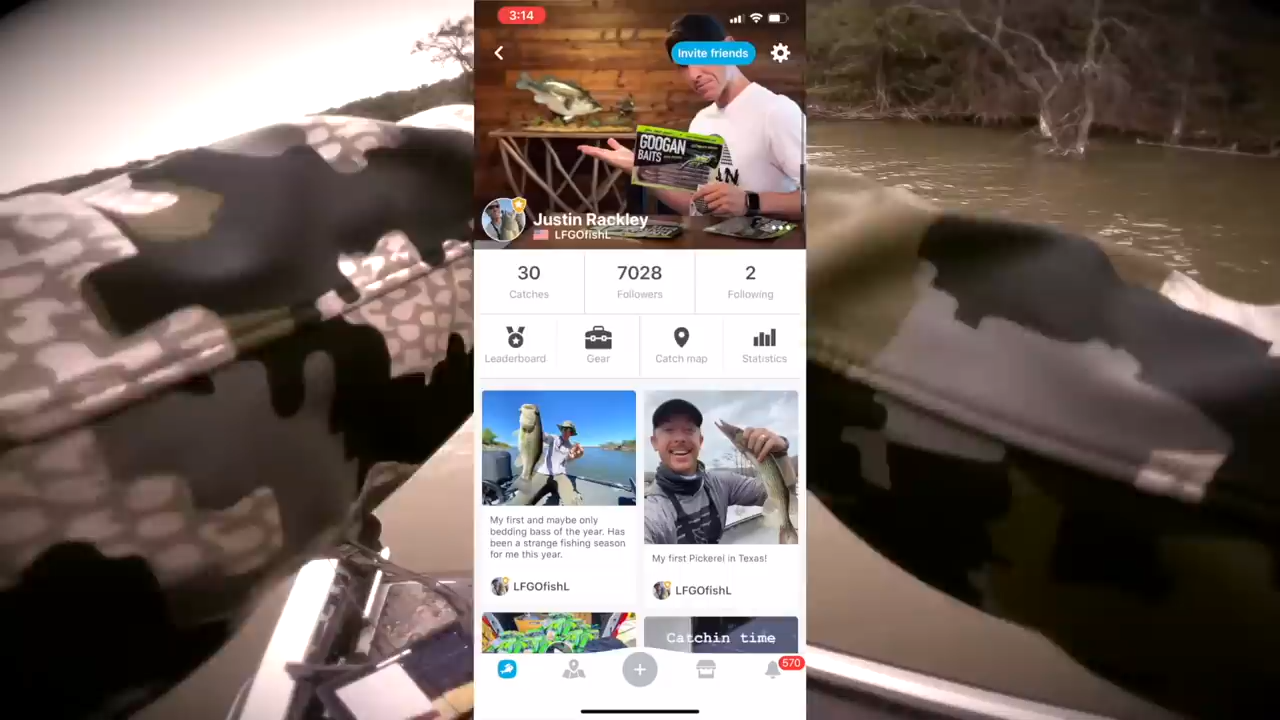 3:14
Invite friends
GOOGAN
BAITS
Justin Rackley
LFGOfishL
30
7028
2
Catches
Followers
Following
Leaderboard
Gear
Catch map
Statistics
My first and maybe only
bedding bass of the year. Has
been a strange fishing season
for me this year.
LFGOfishL
My first Pickerel in Texas!
LFGOfishL
Catchin time
570